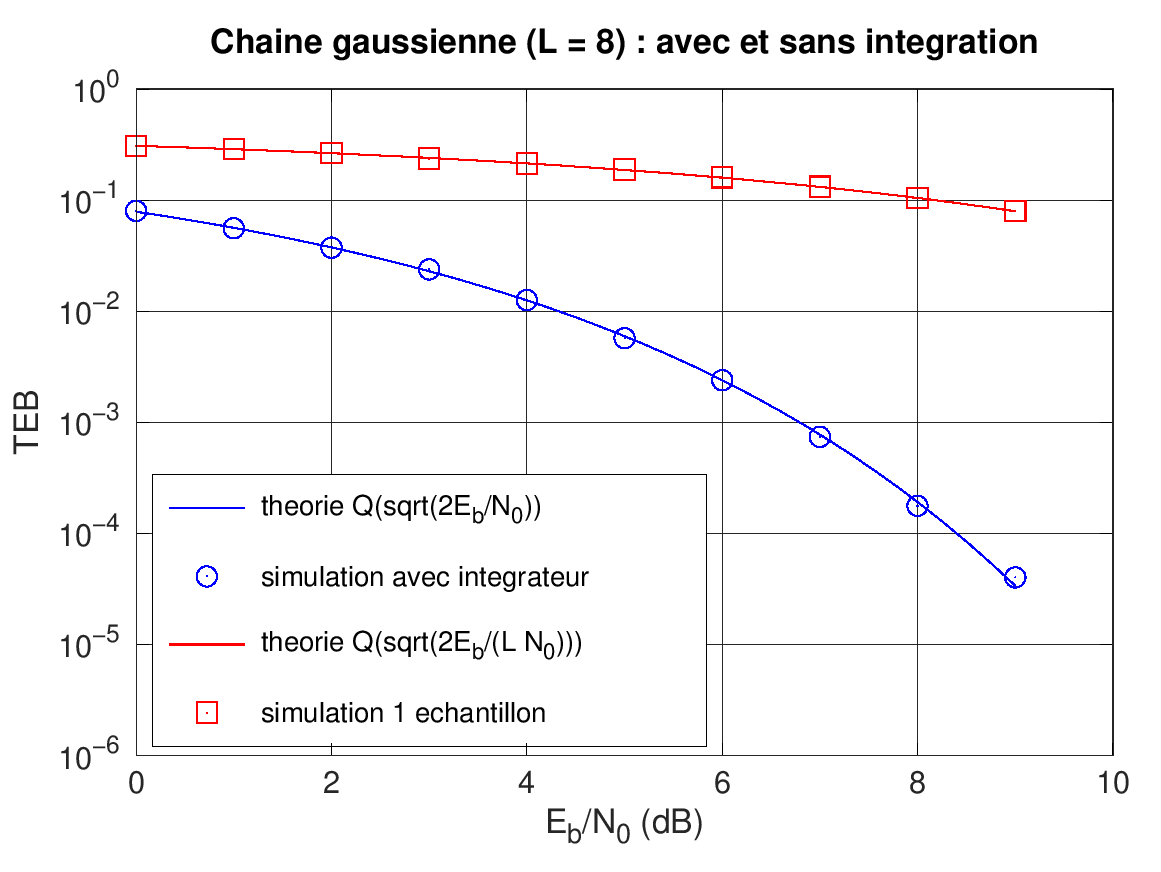 Chaine gaussienne (L = 8) : avec et sans integration
10^0
10^−1
10^−2
10^−3
10^−4
10^−5
10^−6
TEB
theorie Q(sqrt(2E_b/N_0))
simulation avec integrateur
theorie Q(sqrt(2E_b/(L N_0)))
simulation 1 echantillon
0 2 4 6 8 10
E_b/N_0 (dB)